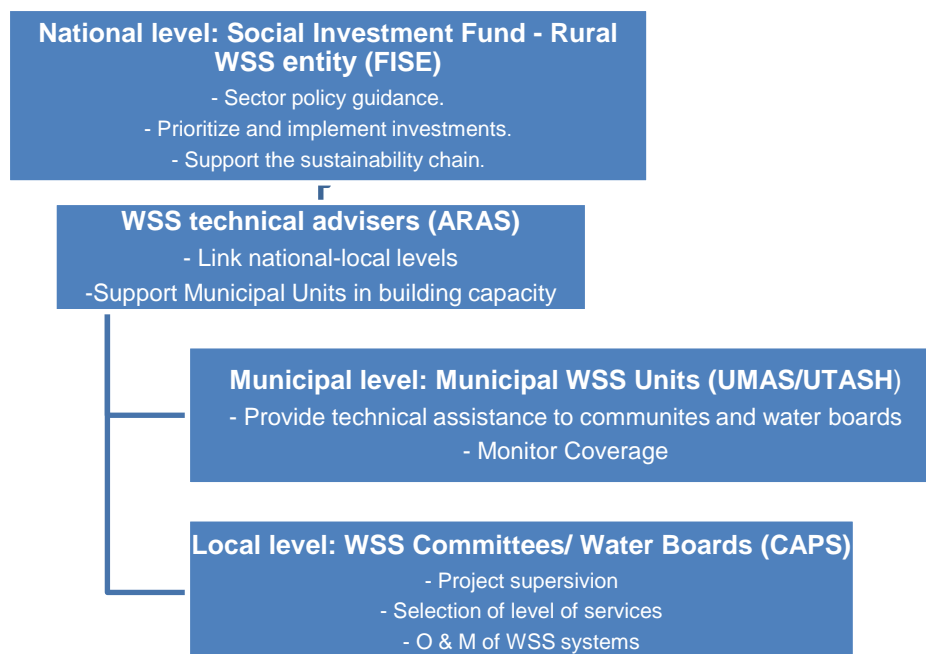 National level: Social Investment Fund - Rural
WSS entity (FISE)
- Sector policy guidance.
- Prioritize and implement investments.
- Support the sustainability chain.
WSS technical advisers (ARAS)
- Link national-local levels
-Support Municipal Units in building capacity
Municipal level: Municipal WSS Units (UMAS/UTASH)
- Provide technical assistance to communites and water boards
- Monitor Coverage
Local level: WSS Committees/ Water Boards (CAPS)
- Project supersivion
- Selection of level of services
- O & M of WSS systems